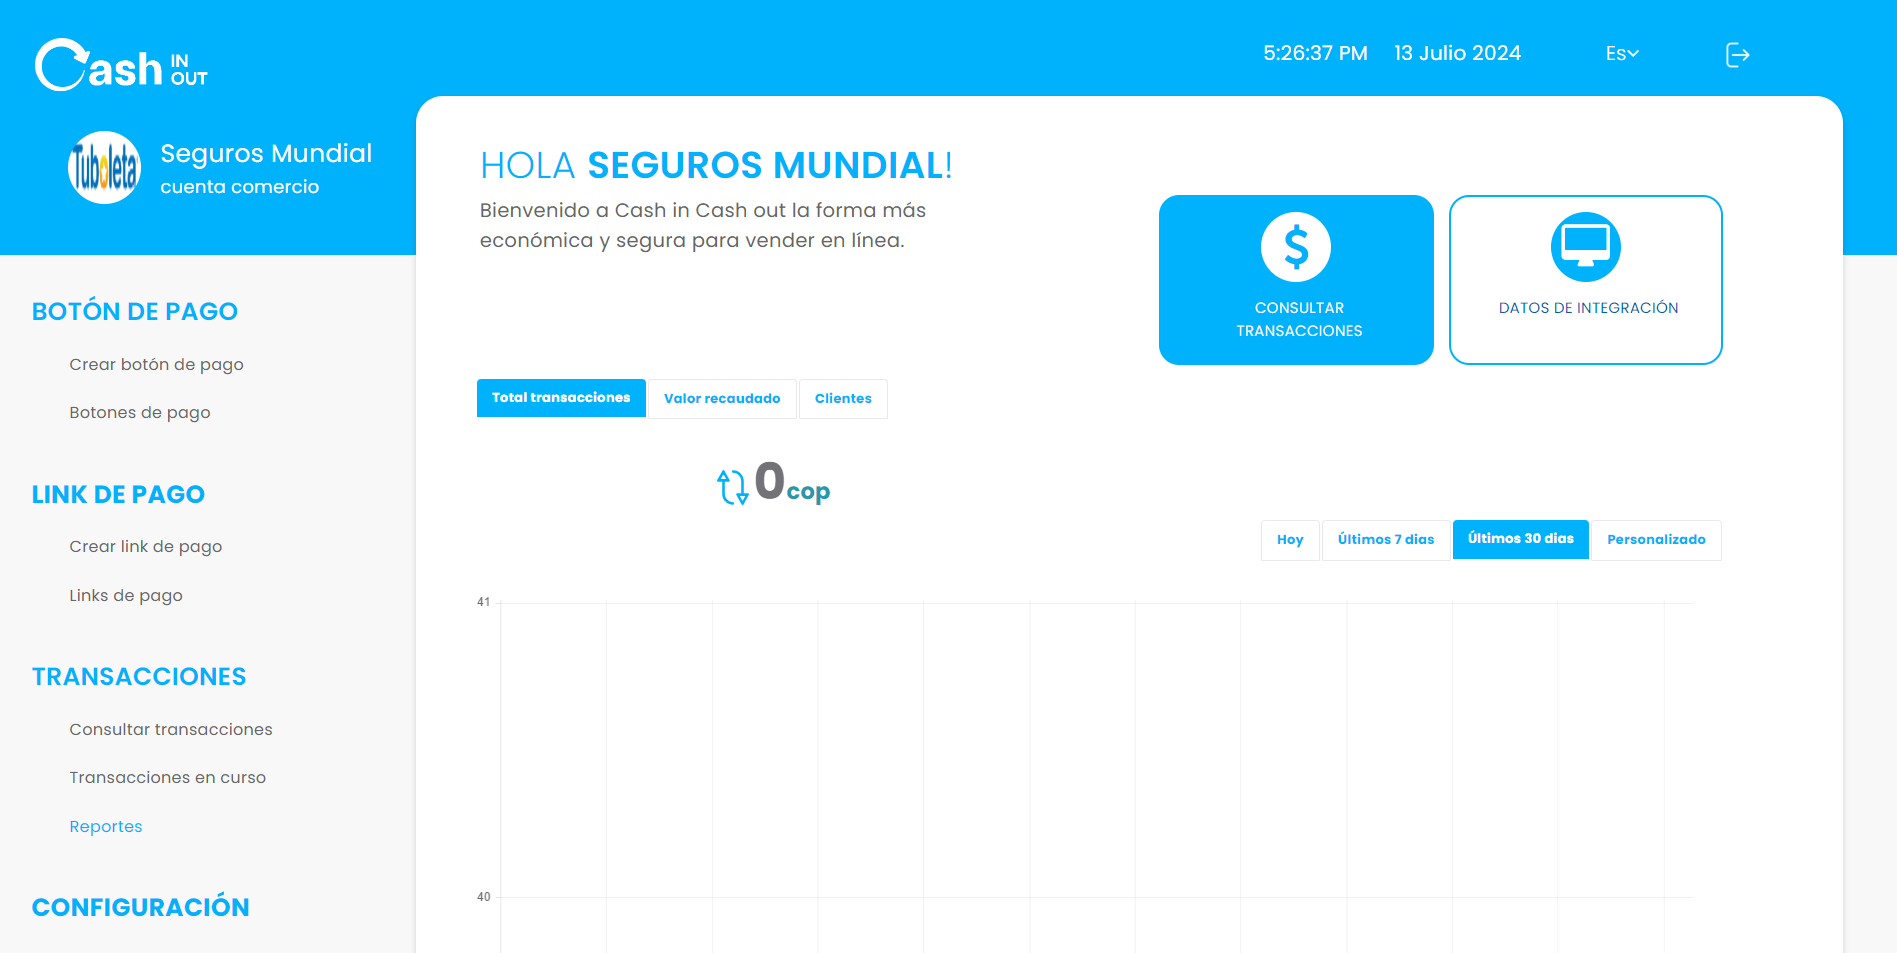 Cash IN OUT
5:26:37 PM 13 Julio 2024 Es
Tuboleta
Seguros Mundial
cuenta comercio
BOTÓN DE PAGO
Crear botón de pago
Botones de pago
LINK DE PAGO
Crear link de pago
Links de pago
TRANSACCIONES
Consultar transacciones
Transacciones en curso
Reportes
CONFIGURACIÓN
HOLA SEGUROS MUNDIAL!
Bienvenido a Cash in Cash out la forma más
económica y segura para vender en línea.
$
CONSULTAR
TRANSACCIONES
DATOS DE INTEGRACIÓN
Total transacciones Valor recaudado Clientes
0 cop
Hoy Últimos 7 dias Últimos 30 dias Personalizado
41
40